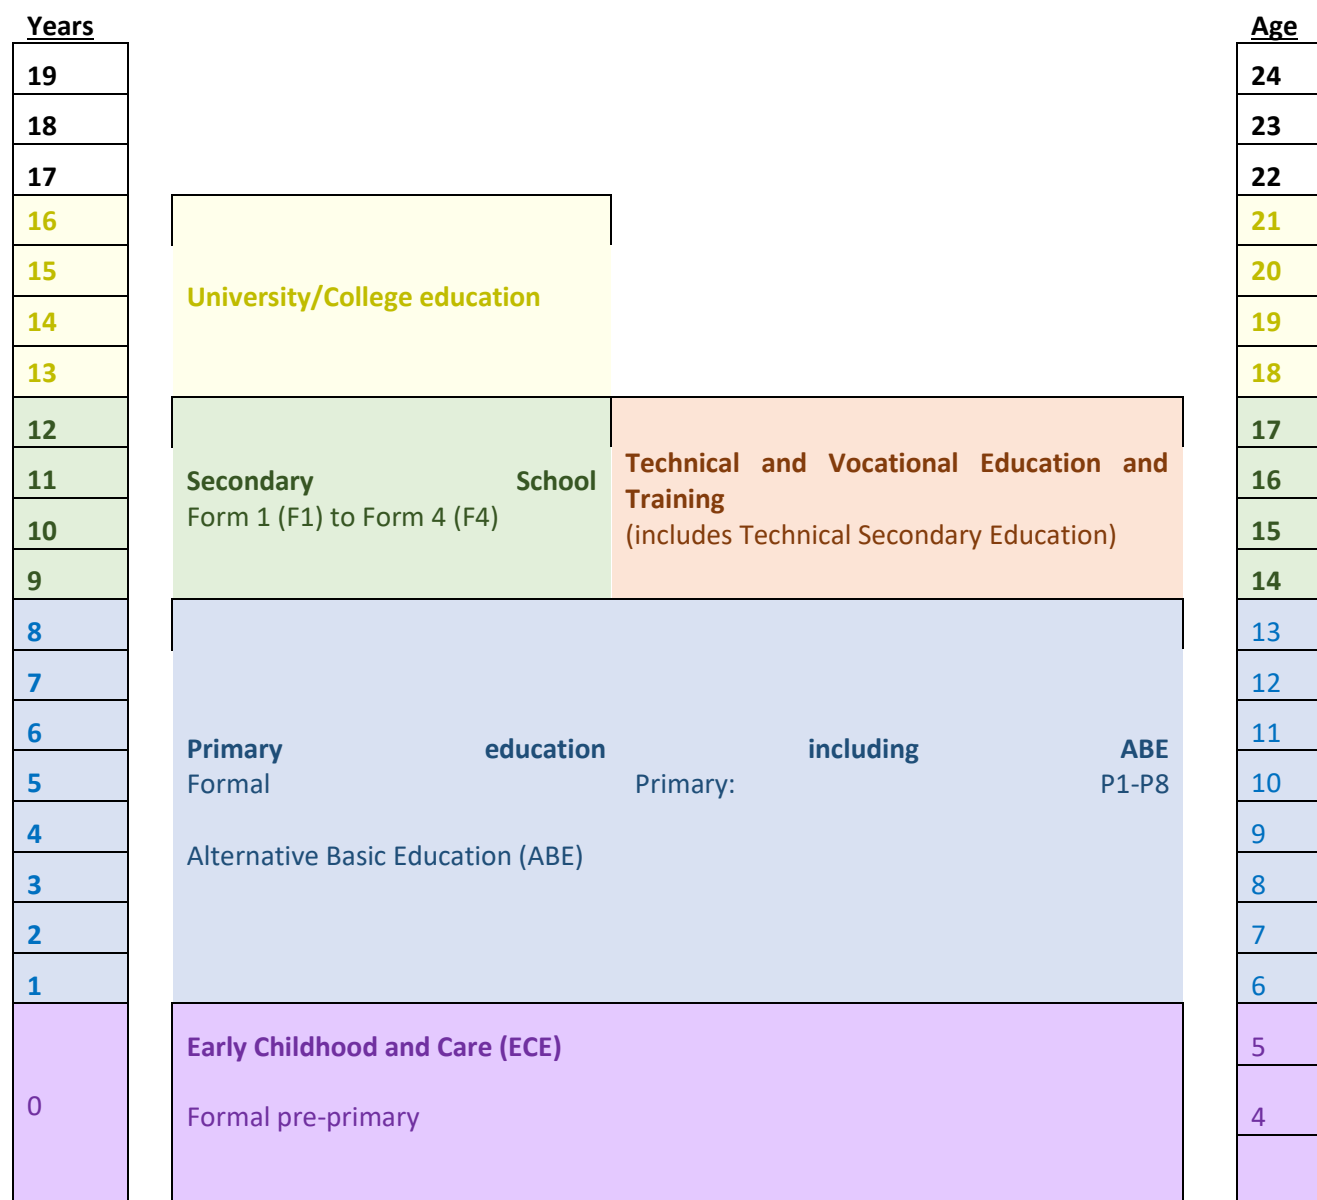 Years Age
19 24
18 23
17 22
16 21
15 20
University/College education
14 19
13 18
12 17
Technical and Vocational Education and
11 16
Secondary School
Training
Form 1 (F1) to Form 4 (F4)
10 15
(includes Technical Secondary Education)
9 14
8 13
7 12
6 11
Primary education including ABE
5 Formal Primary: P1-P8 10
4 9
Alternative Basic Education (ABE)
3 8
2 7
1 6
Early Childhood and Care (ECE) 5
0 4
Formal pre-primary